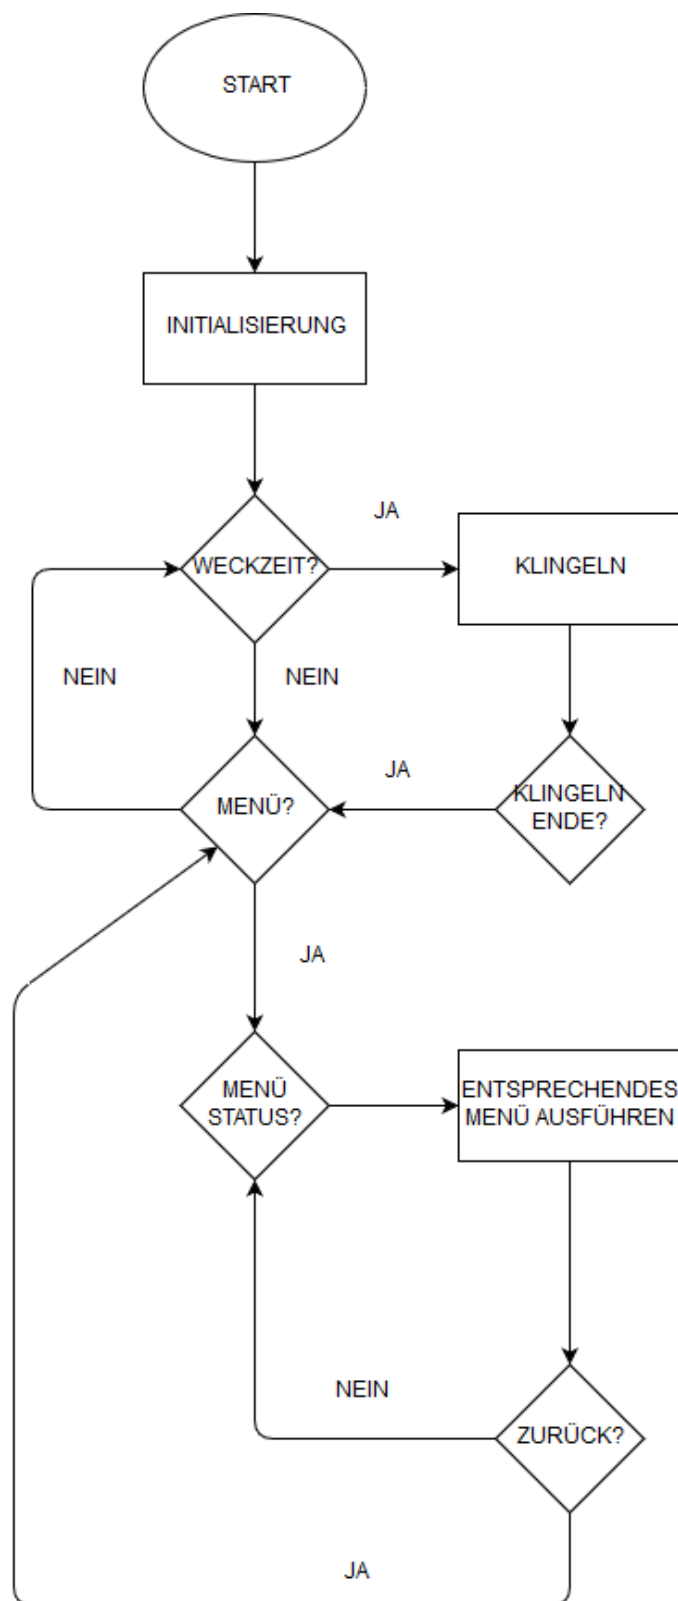 START
INITIALISIERUNG
JA
WECKZEIT?
KLINGELN
NEIN
NEIN
JA
MENÜ?
KLINGELN
ENDE?
JA
MENÜ
STATUS?
ENTSPRECHENDES
MENÜ AUSFÜHREN
NEIN
ZURÜCK?
JA